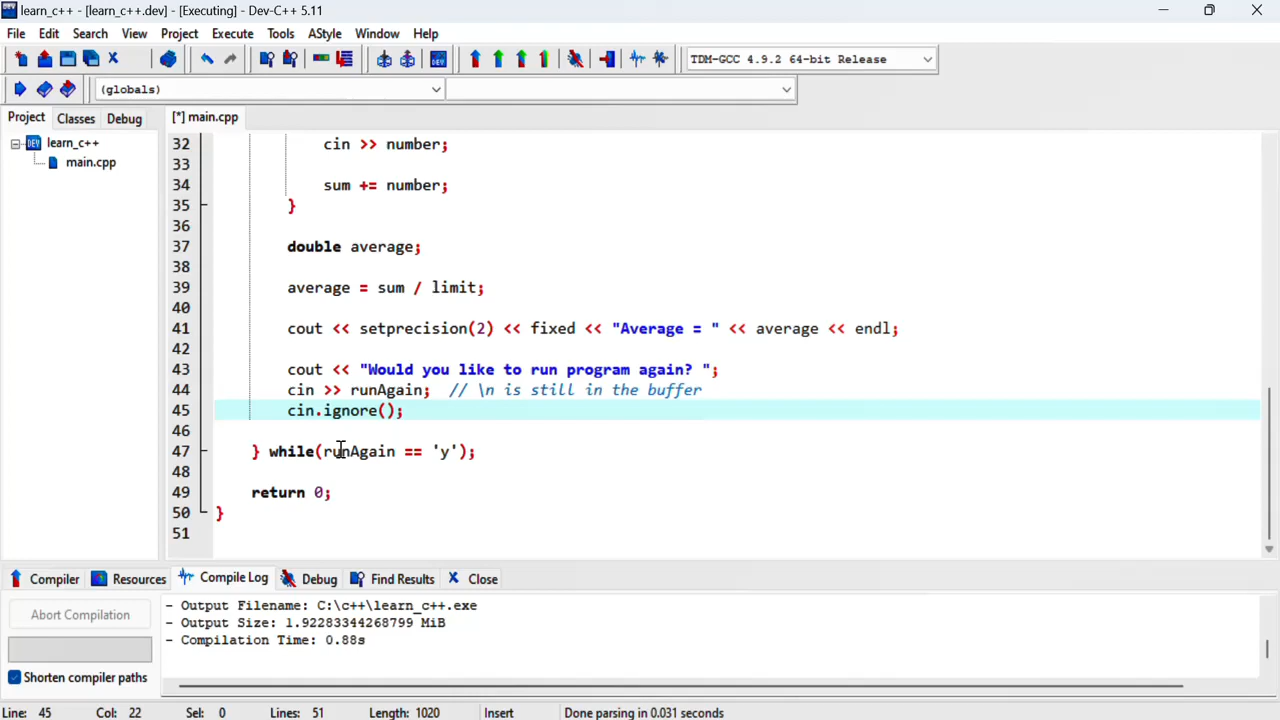 learn_c++ - [learn_c++.dev] - [Executing] - Dev-C++ 5.11
File Edit Search View Project Execute Tools AStyle Window Help
TDM-GCC 4.9.2 64-bit Release
(globals)
Project Classes Debug [*] main.cpp
learn_c++
main.cpp
32 cin >> number;
33
34 sum += number;
35 }
36
37 double average;
38
39 average = sum / limit;
40
41 cout << setprecision(2) << fixed << "Average = " << average << endl;
42
43 cout << "Would you like to run program again? ";
44 cin >> runAgain; // \n is still in the buffer
45 cin.ignore();
46
47 } while(runAgain == 'y');
48
49 return 0;
50 }
51
Compiler Resources Compile Log Debug Find Results Close
Abort Compilation
Shorten compiler paths
- Output Filename: C:\c++\learn_c++.exe
- Output Size: 1.92283344268799 MiB
- Compilation Time: 0.88s
Line: 45 Col: 22 Sel: 0 Lines: 51 Length: 1020 Insert Done parsing in 0.031 seconds